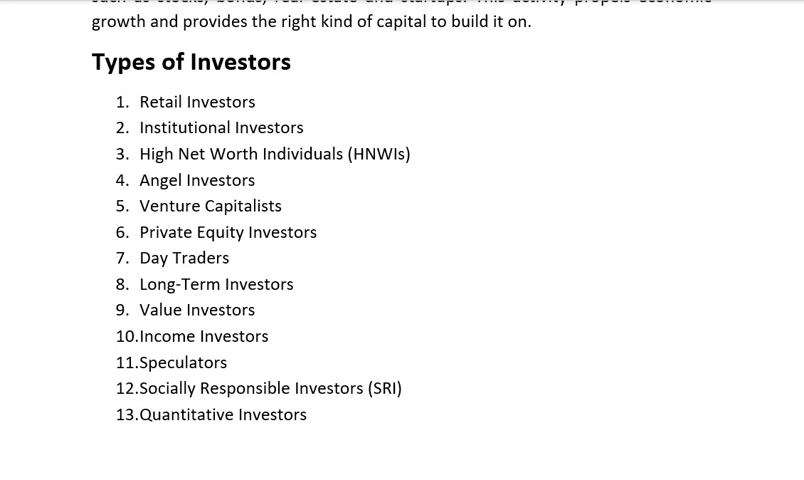 growth and provides the right kind of capital to build it on.
Types of Investors
1. Retail Investors
2. Institutional Investors
3. High Net Worth Individuals (HNWIs)
4. Angel Investors
5. Venture Capitalists
6. Private Equity Investors
7. Day Traders
8. Long-Term Investors
9. Value Investors
10.Income Investors
11.Speculators
12.Socially Responsible Investors (SRI)
13.Quantitative Investors